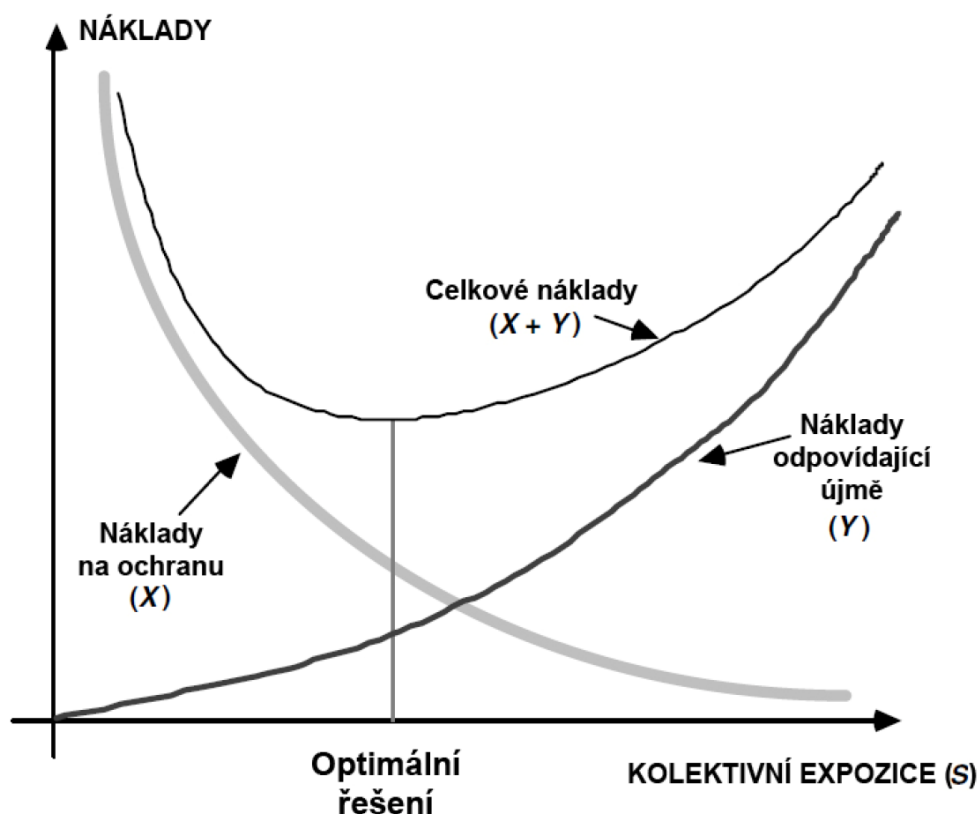 NÁKLADY
Celkové náklady
(X + Y)
Náklady
odpovídající
újmě
(Y)
Náklady
na ochranu
(X)
Optimální
řešení
KOLEKTIVNÍ EXPOZICE (S)